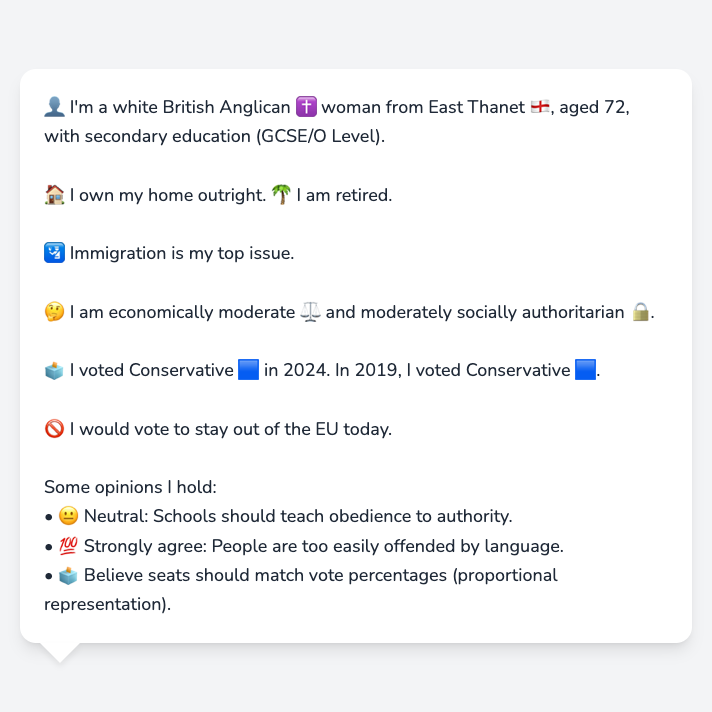 👤 I'm a white British Anglican ✝️ woman from East Thanet 🏴󠁧󠁢󠁥󠁮󠁧󠁿, aged 72,
with secondary education (GCSE/O Level).
🏠 I own my home outright. 🌴 I am retired.
🛂 Immigration is my top issue.
🤔 I am economically moderate ⚖️ and moderately socially authoritarian 🔒.
🗳️ I voted Conservative 🟦 in 2024. In 2019, I voted Conservative 🟦.
🚫 I would vote to stay out of the EU today.
Some opinions I hold:
• 😐 Neutral: Schools should teach obedience to authority.
• 💯 Strongly agree: People are too easily offended by language.
• 🗳️ Believe seats should match vote percentages (proportional
representation).